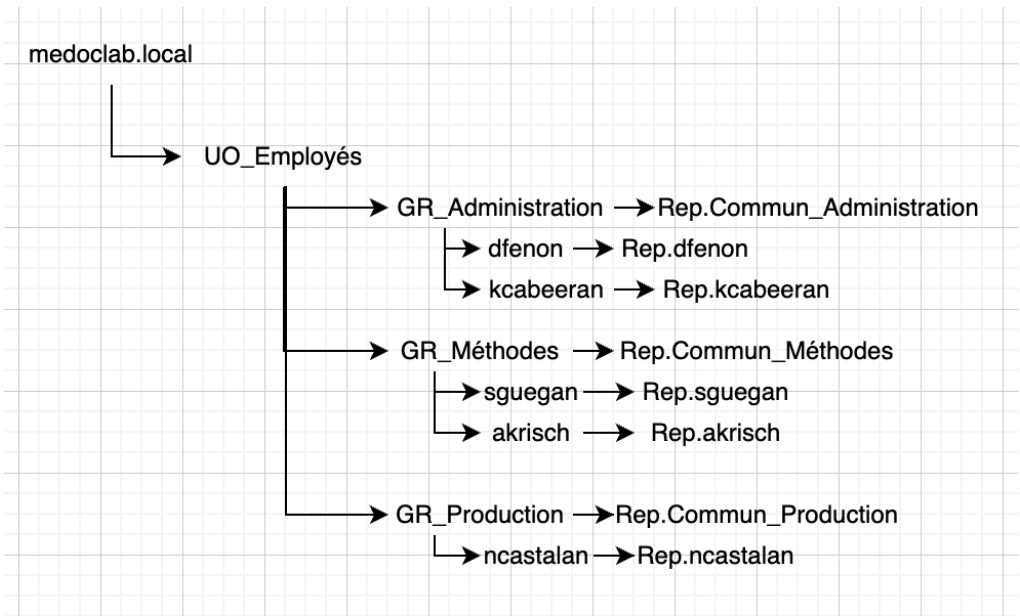 medoclab.local
UO_Employés
GR_Administration Rep.Commun_Administration
dfenon Rep.dfenon
kcabeeran Rep.kcabeeran
GR_Méthodes Rep.Commun_Méthodes
sguegan Rep.sguegan
akrisch Rep.akrisch
GR_Production Rep.Commun_Production
ncastalan Rep.ncastalan